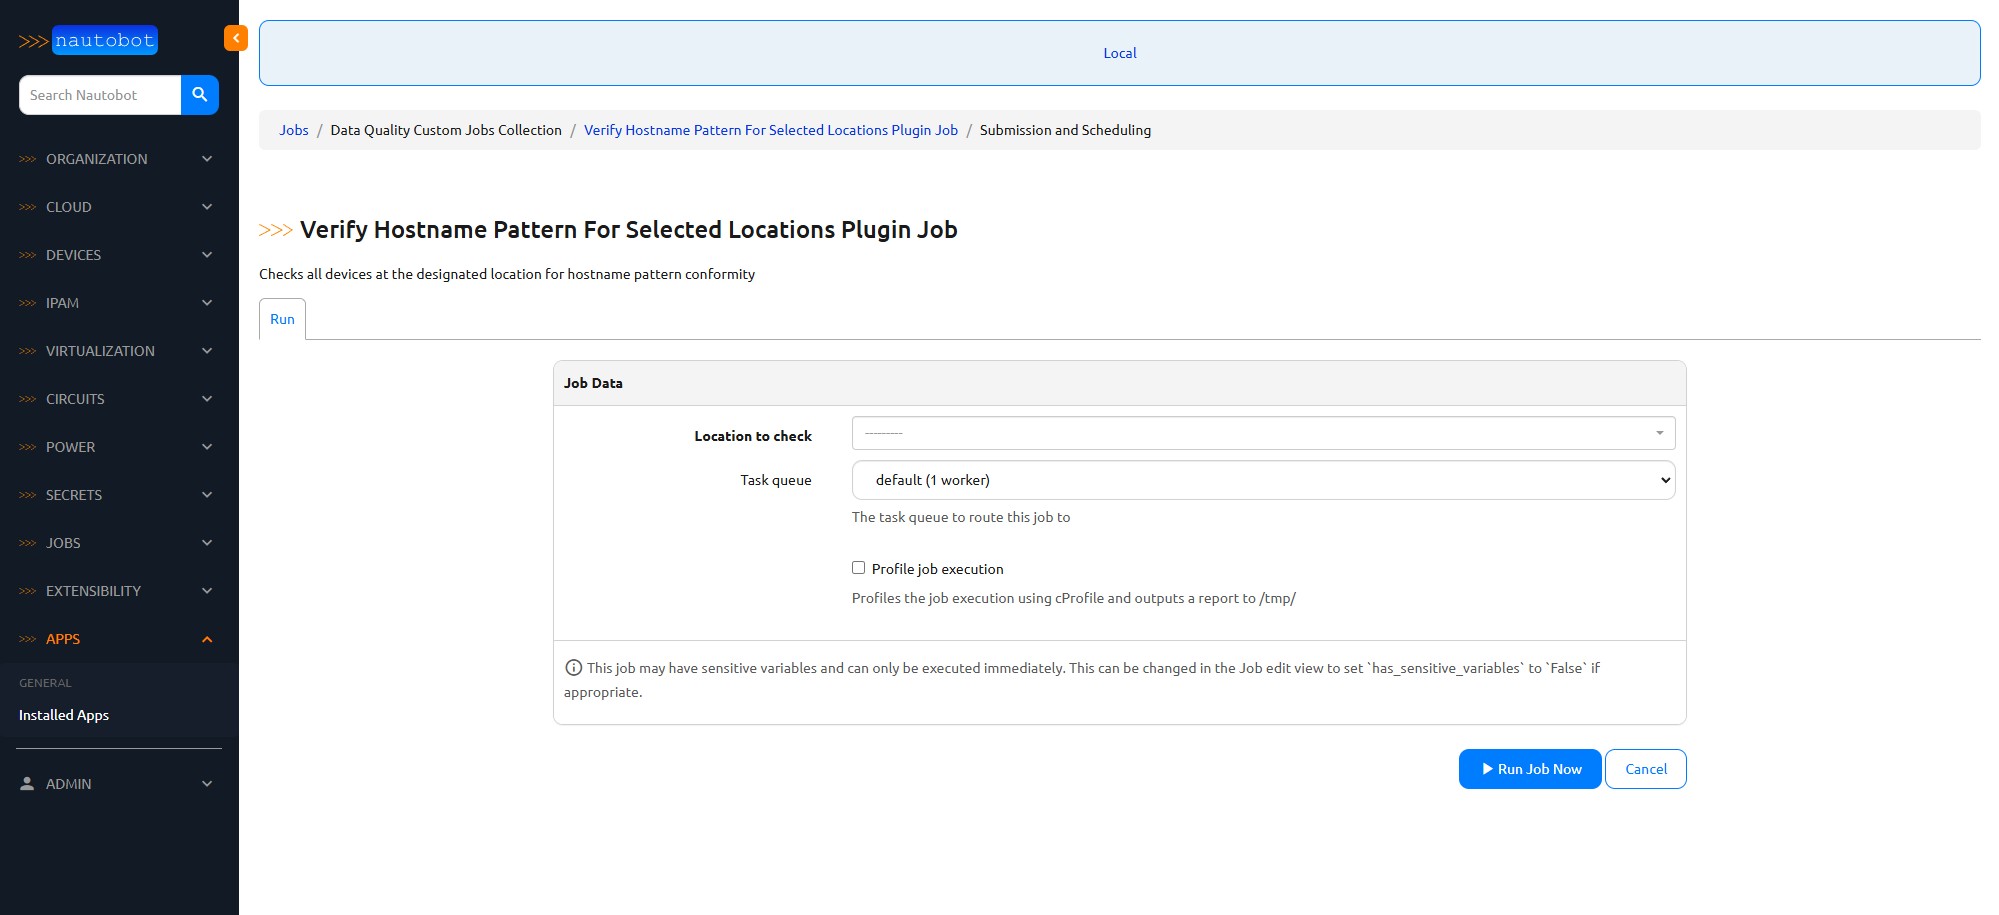 >>> nautobot
Search Nautobot
>>> ORGANIZATION
>>> CLOUD
>>> DEVICES
>>> IPAM
>>> VIRTUALIZATION
>>> CIRCUITS
>>> POWER
>>> SECRETS
>>> JOBS
>>> EXTENSIBILITY
>>> APPS
GENERAL
Installed Apps
ADMIN
Local
Jobs / Data Quality Custom Jobs Collection / Verify Hostname Pattern For Selected Locations Plugin Job / Submission and Scheduling
>>> Verify Hostname Pattern For Selected Locations Plugin Job
Checks all devices at the designated location for hostname pattern conformity
Run
Job Data
Location to check ---------
Task queue default (1 worker)
The task queue to route this job to
Profile job execution
Profiles the job execution using cProfile and outputs a report to /tmp/
This job may have sensitive variables and can only be executed immediately. This can be changed in the Job edit view to set `has_sensitive_variables` to `False` if
appropriate.
Run Job Now Cancel